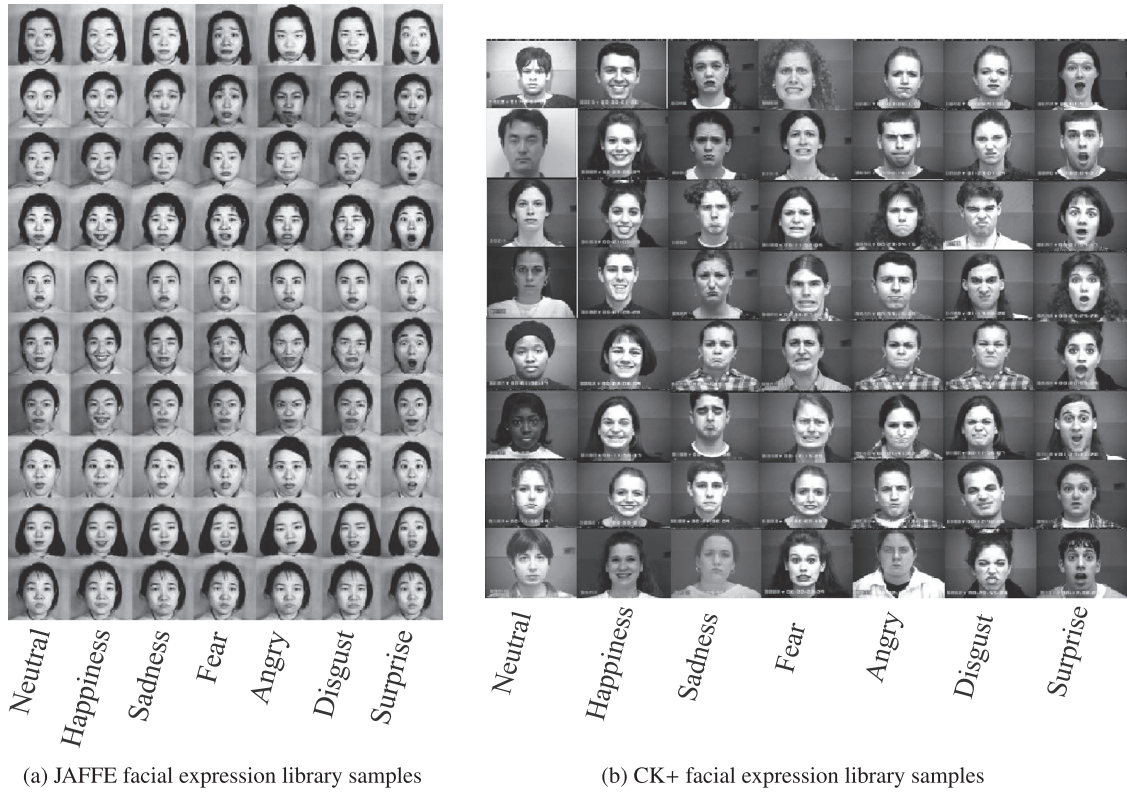 Neutral
Happiness
Sadness
Fear
Angry
Disgust
Surprise
(a) JAFFE facial expression library samples
Neutral
Happiness
Sadness
Fear
Angry
Disgust
Surprise
(b) CK+ facial expression library samples